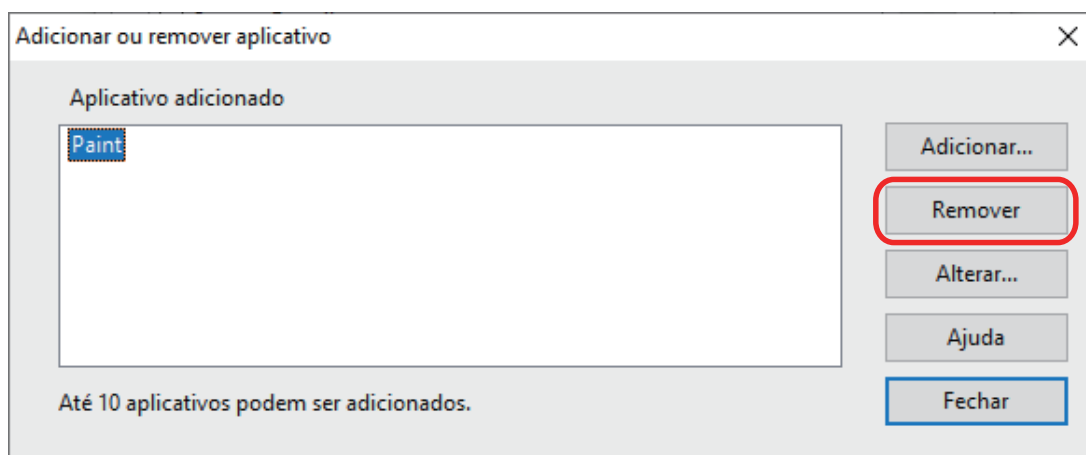 Adicionar ou remover aplicativo
Aplicativo adicionado
Paint
Adicionar...
Remover
Alterar...
Ajuda
Até 10 aplicativos podem ser adicionados.
Fechar